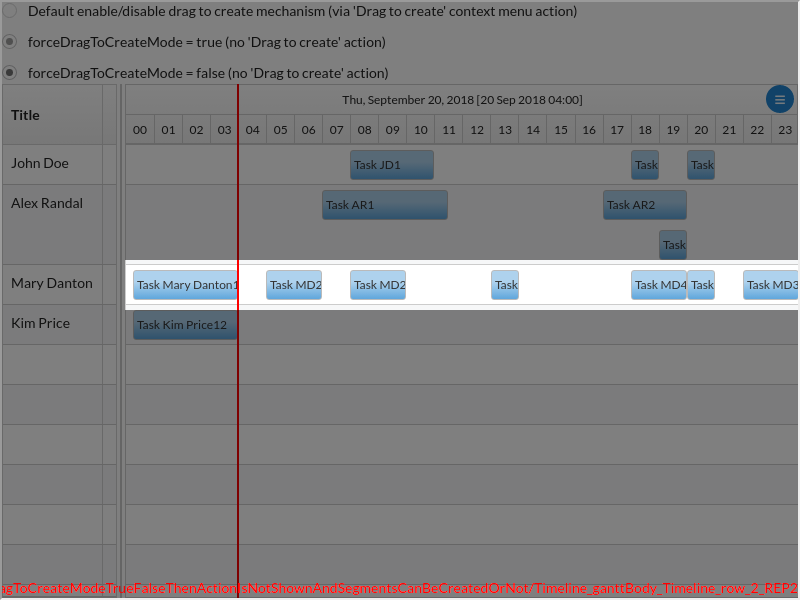 Default enable/disable drag to create mechanism (via 'Drag to create' context menu action)
forceDragToCreateMode = true (no 'Drag to create' action)
forceDragToCreateMode = false (no 'Drag to create' action)
Title
Thu, September 20, 2018 [20 Sep 2018 04:00]
00 01 02 03 04 05 06 07 08 09 10 11 12 13 14 15 16 17 18 19 20 21 22 23
John Doe Task JD1 Task Task
Alex Randal Task AR1 Task AR2
Task
Mary Danton Task Mary Danton1 Task MD2 Task MD2 Task Task MD4 Task Task MD3
Kim Price Task Kim Price12
agToCreateModeTrueFalseThenActionIsNotShownAndSegmentsCanBeCreatedOrNot/Timeline_ganttBody_Timeline_row_2_REP2